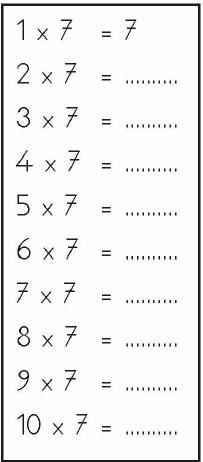 1 x 7 = 7
2 x 7 = ..........
3 x 7 = ..........
4 x 7 = ..........
5 x 7 = ..........
6 x 7 = ..........
7 x 7 = ..........
8 x 7 = ..........
9 x 7 = ..........
10 x 7 = ..........